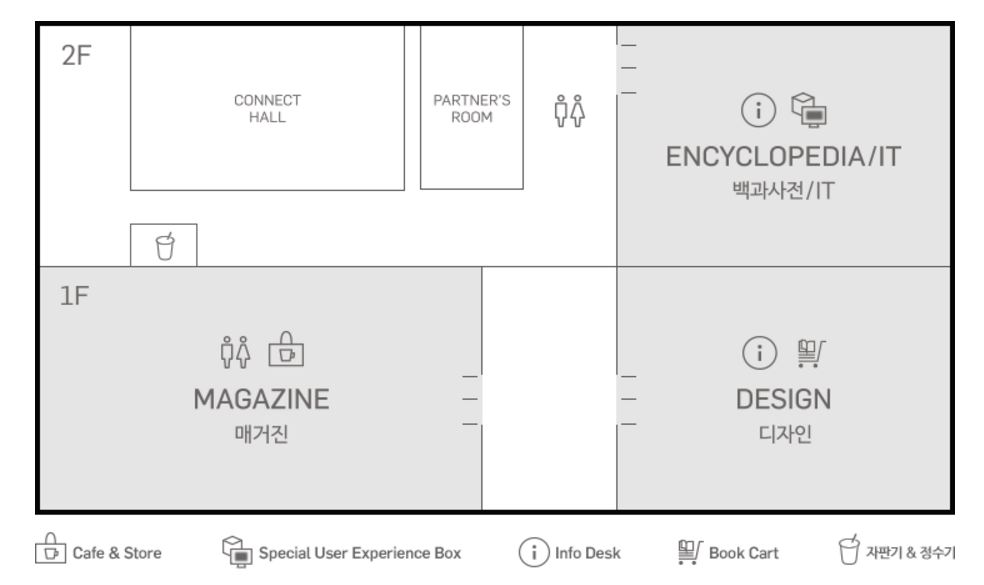 2F
CONNECT
HALL
PARTNER'S
ROOM
ENCYCLOPEDIA/IT
백과사전/IT
1F
MAGAZINE
매거진
DESIGN
디자인
Cafe & Store
Special User Experience Box
Info Desk
Book Cart
자판기 & 정수기